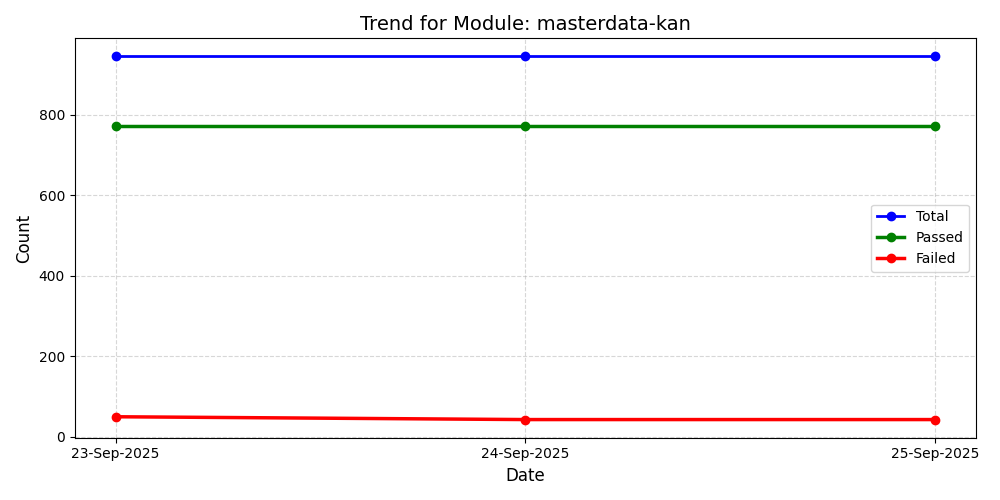 Trend for Module: masterdata-kan
Count
800
600
400
200
0
Total
Passed
Failed
23-Sep-2025
24-Sep-2025
25-Sep-2025
Date